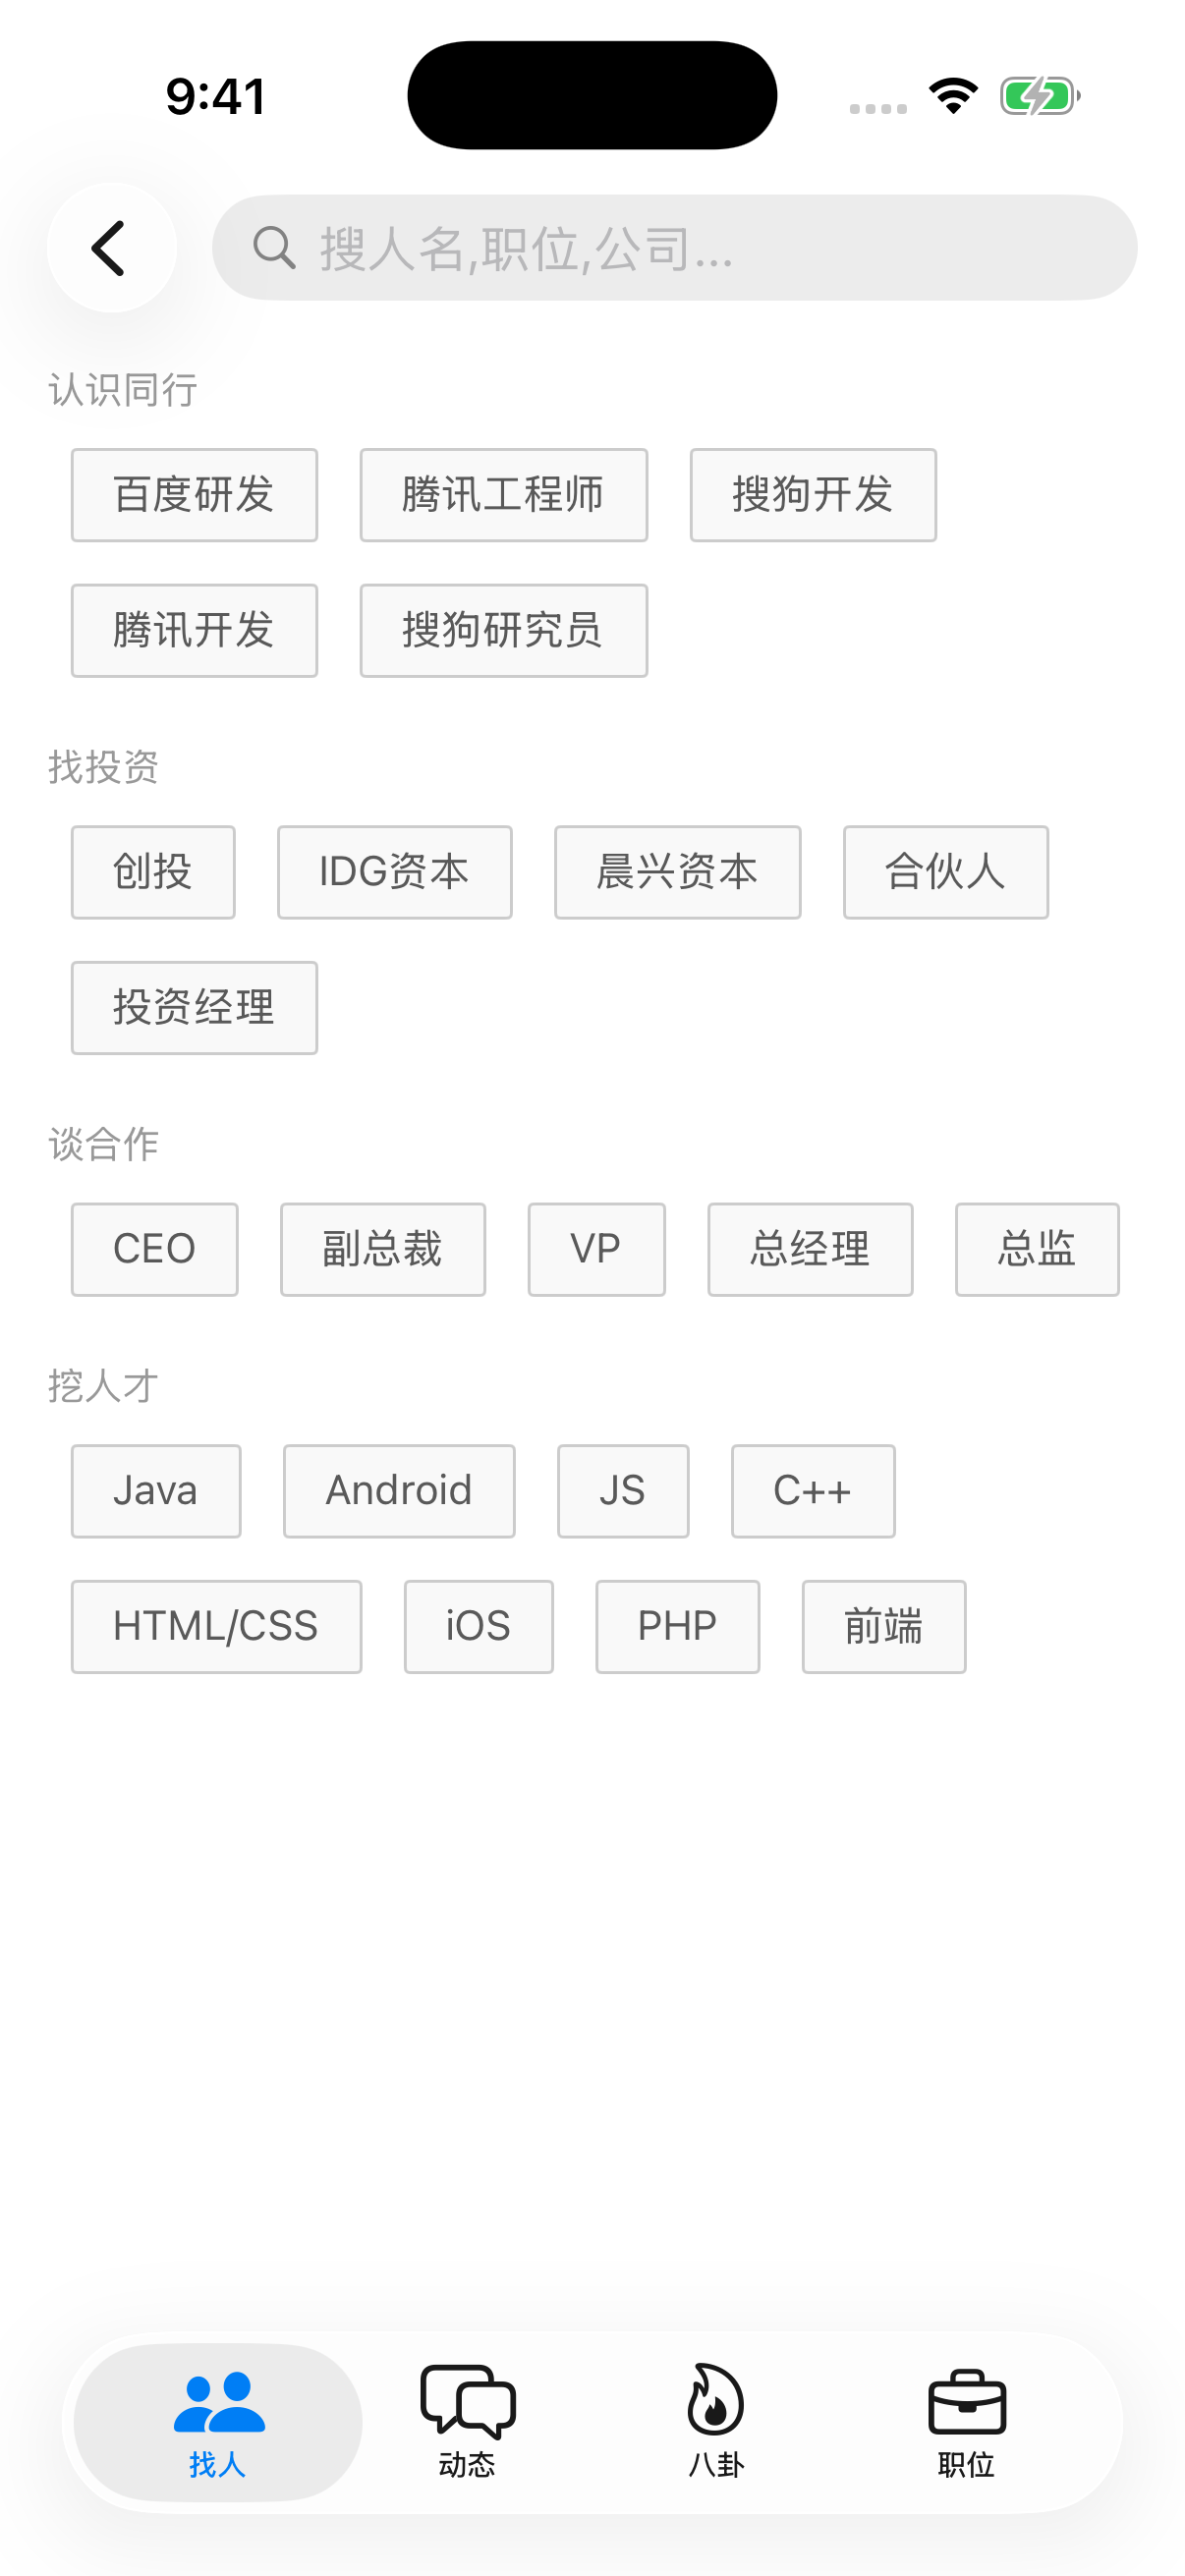 9:41
搜人名,职位,公司...
认识同行
百度研发 腾讯工程师 搜狗开发
腾讯开发 搜狗研究员
找投资
创投 IDG资本 晨兴资本 合伙人
投资经理
谈合作
CEO 副总裁 VP 总经理 总监
挖人才
Java Android JS C++
HTML/CSS iOS PHP 前端
找人 动态 八卦 职位